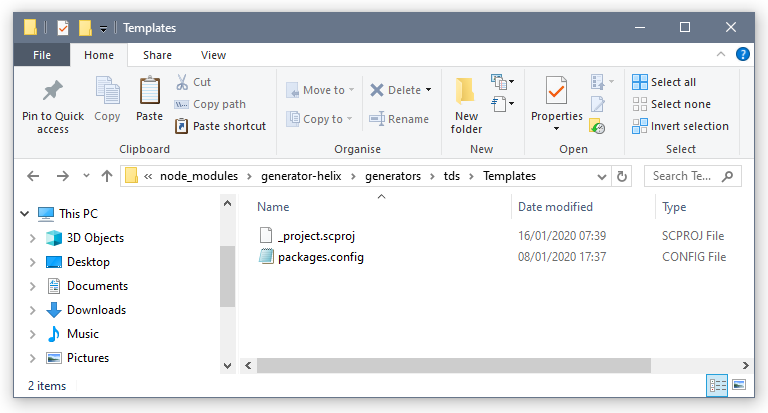 Templates
File Home Share View
Pin to Quick access
Copy
Paste
Cut
Copy path
Paste shortcut
Clipboard
Move to
Copy to
Delete
Rename
Organise
New folder
New
Properties
Open
Select all
Select none
Invert selection
Select
« node_modules > generator-helix > generators > tds > Templates
Search Te...
This PC
3D Objects
Desktop
Documents
Downloads
Music
Pictures
Name Date modified Type
_project.scproj 16/01/2020 07:39 SCPROJ File
packages.config 08/01/2020 17:37 CONFIG File
2 items